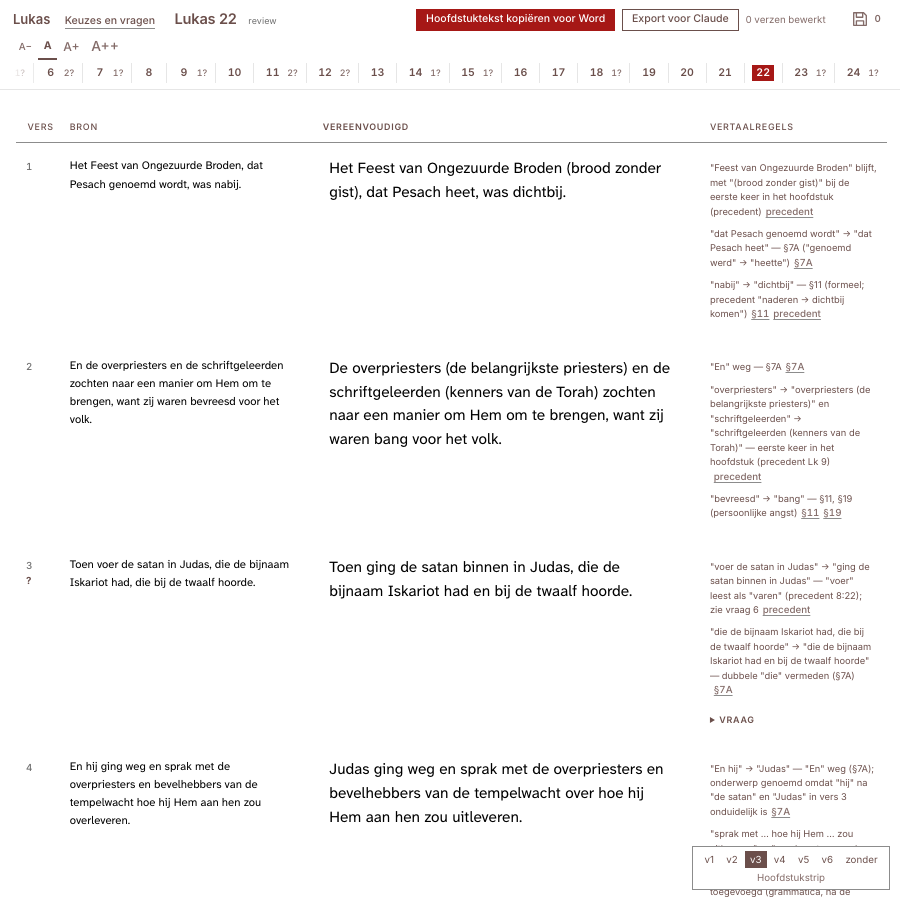 Lukas Keuzes en vragen Lukas 22 review Hoofdstuktekst kopiëren voor Word Export voor Claude 0 verzen bewerkt 0
A− A A+ A++
1? 6 2? 7 1? 8 9 1? 10 11 2? 12 2? 13 14 1? 15 1? 16 17 18 1? 19 20 21 22 23 1? 24 1?
VERS BRON VEREENVOUDIGD VERTAALREGELS
1
Het Feest van Ongezuurde Broden, dat
Pesach genoemd wordt, was nabij.
Het Feest van Ongezuurde Broden (brood zonder
gist), dat Pesach heet, was dichtbij.
"Feest van Ongezuurde Broden" blijft,
met "(brood zonder gist)" bij de
eerste keer in het hoofdstuk
(precedent) precedent
"dat Pesach genoemd wordt" → "dat
Pesach heet" — §7A ("genoemd
werd" → "heette") §7A
"nabij" → "dichtbij" — §11 (formeel;
precedent "naderen → dichtbij
komen") §11 precedent
2
En de overpriesters en de schriftgeleerden
zochten naar een manier om Hem om te
brengen, want zij waren bevreesd voor het
volk.
De overpriesters (de belangrijkste priesters) en de
schriftgeleerden (kenners van de Torah) zochten
naar een manier om Hem om te brengen, want zij
waren bang voor het volk.
"En" weg — §7A §7A
"overpriesters" → "overpriesters (de
belangrijkste priesters)" en
"schriftgeleerden" →
"schriftgeleerden (kenners van de
Torah)" — eerste keer in het
hoofdstuk (precedent Lk 9)
precedent
"bevreesd" → "bang" — §11, §19
(persoonlijke angst) §11 §19
3
?
Toen voer de satan in Judas, die de bijnaam
Iskariot had, die bij de twaalf hoorde.
Toen ging de satan binnen in Judas, die de
bijnaam Iskariot had en bij de twaalf hoorde.
"voer de satan in Judas" → "ging de
satan binnen in Judas" — "voer"
leest als "varen" (precedent 8:22);
zie vraag 6 precedent
"die de bijnaam Iskariot had, die bij
de twaalf hoorde" → "die de bijnaam
Iskariot had en bij de twaalf hoorde"
— dubbele "die" vermeden (§7A)
§7A
▸ VRAAG
4
En hij ging weg en sprak met de
overpriesters en bevelhebbers van de
tempelwacht hoe hij Hem aan hen zou
overleveren.
Judas ging weg en sprak met de overpriesters en
bevelhebbers van de tempelwacht over hoe hij
Hem aan hen zou uitleveren.
"En hij" → "Judas" — "En" weg (§7A);
onderwerp genoemd omdat "hij" na
"de satan" en "Judas" in vers 3
onduidelijk is §7A
"sprak met ... hoe hij Hem ... zou
toegevoegd (grammatica, na de
v1 v2 v3 v4 v5 v6 zonder
Hoofdstukstrip